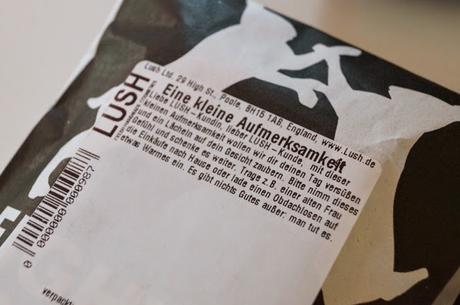 LUSH
Lush Ltd. 29 High St., Poole, BH15 1AB, England, www.Lush.de
Eine kleine Aufmerksamkeit
Liebe LUSH-Kundin, lieber LUSH-Kunde, mit dieser
kleinen Aufmerksamkeit wollen wir dir deinen Tag versüßen
und ein Lächeln auf dein Gesicht zaubern. Bitte nimm dieses
und schenke es weiter. Trage z.B. einer alten Frau
die Einkäufe nach Hause oder lade einen Obdachlosen auf
etwas Warmes ein. Es gibt nichts Gutes außer, man tut es.
verpackt